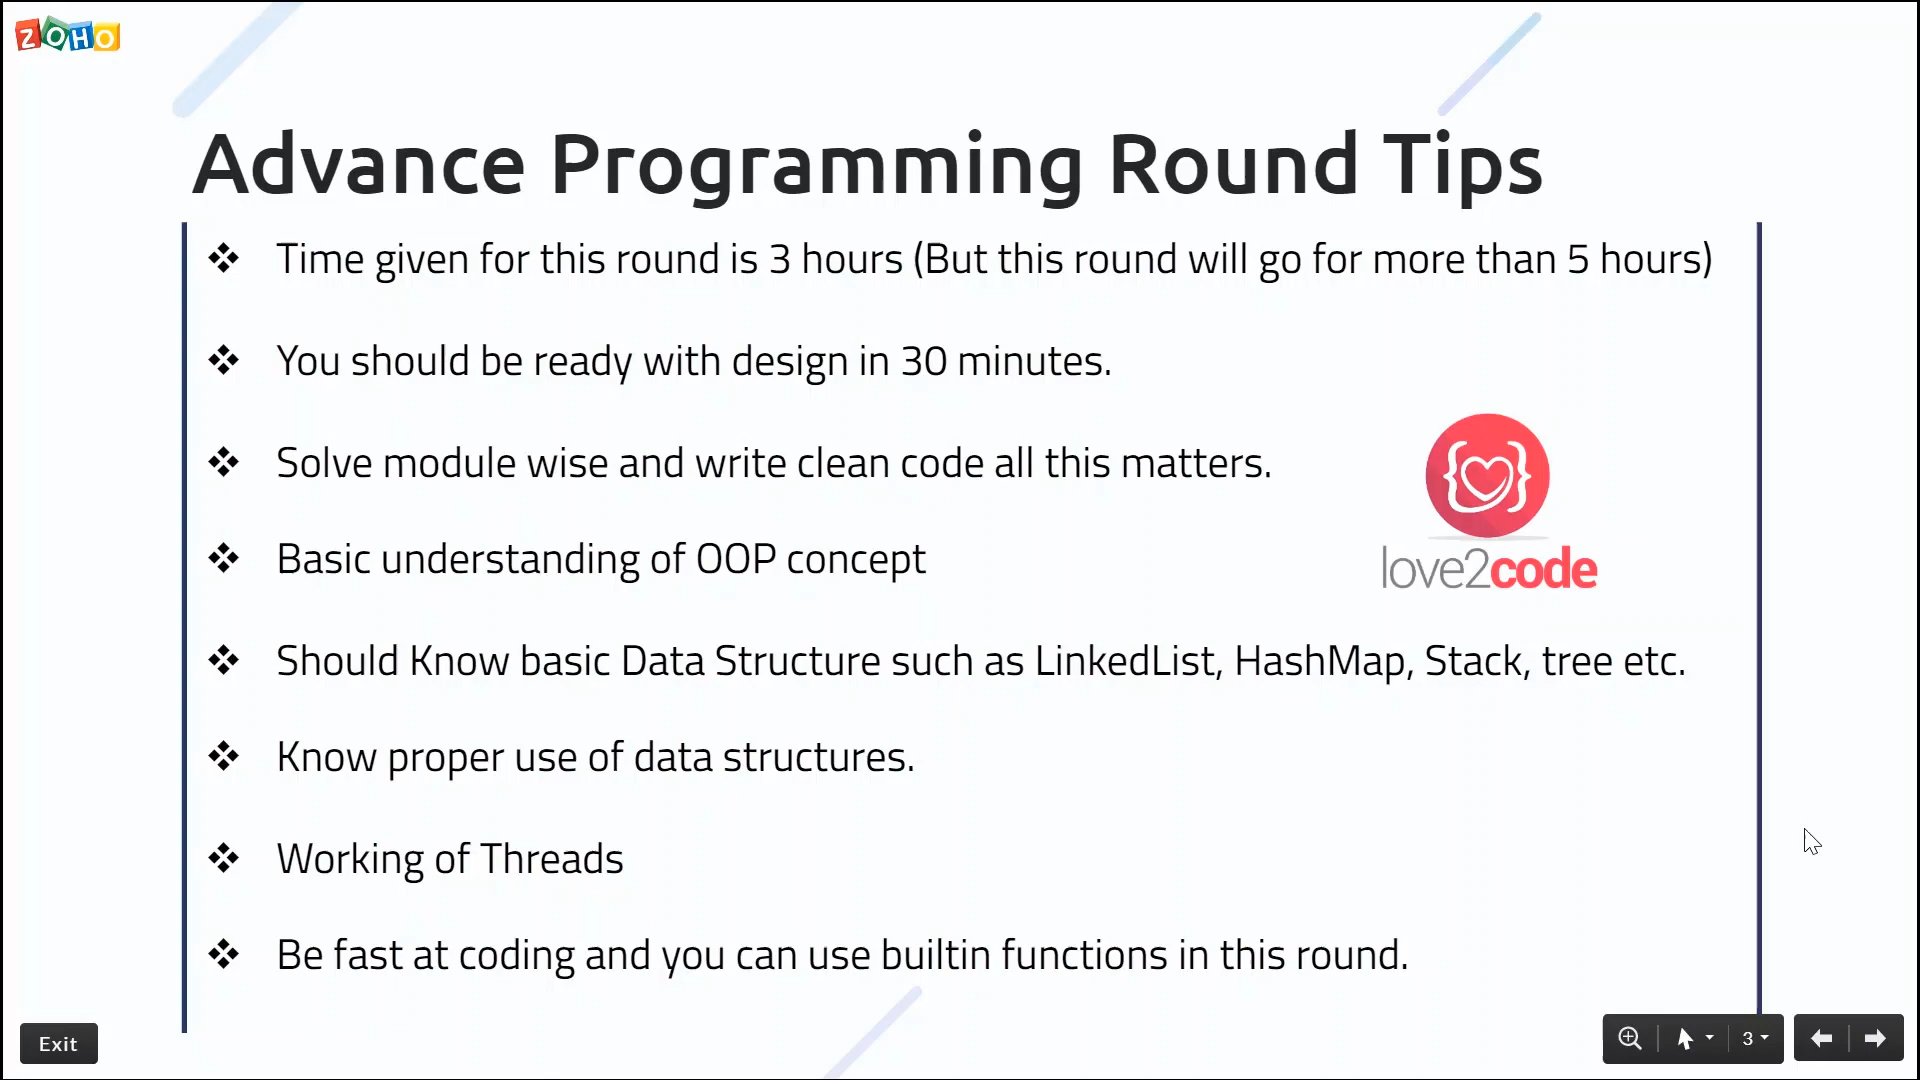 ZOHO
Advance Programming Round Tips
❖ Time given for this round is 3 hours (But this round will go for more than 5 hours)
❖ You should be ready with design in 30 minutes.
❖ Solve module wise and write clean code all this matters.
❖ Basic understanding of OOP concept
love2code
❖ Should Know basic Data Structure such as LinkedList, HashMap, Stack, tree etc.
❖ Know proper use of data structures.
❖ Working of Threads
❖ Be fast at coding and you can use builtin functions in this round.
Exit
3